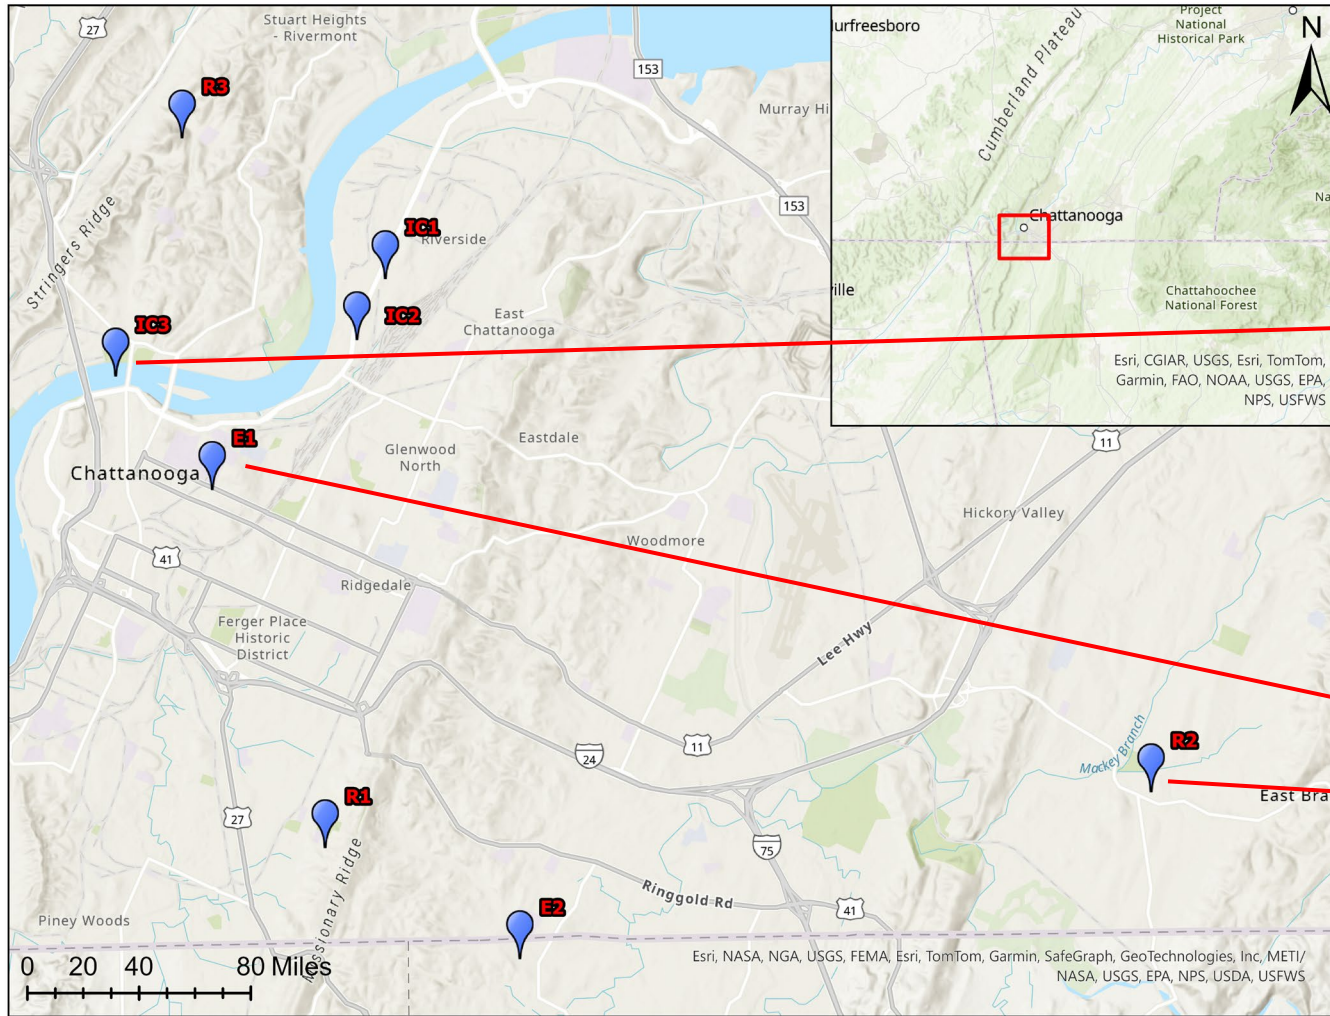 27
Stuart Heights
- Rivermont
R3
153
Murray Hi
153
Stringers Ridge
IC1
Riverside
IC2
East
Chattanooga
IC3
E1
Chattanooga
Glenwood
North
Eastdale
11
Hickory Valley
41
Woodmore
Ridgedale
Ferger Place
Historic
District
Lee Hwy
11
24
Mackey Branch
R2
East Bra
R1
27
75
Missionary Ridge
Ringgold Rd
41
E2
Piney Woods
0 20 40 80 Miles
Esri, NASA, NGA, USGS, FEMA, Esri, TomTom, Garmin, SafeGraph, GeoTechnologies, Inc, METI/
NASA, USGS, EPA, NPS, USDA, USFWS
urfreesboro
Cumberland Plateau
Project
National
Historical Park
N
Na
Chattanooga
ville
Chattahoochee
National Forest
Esri, CGIAR, USGS, Esri, TomTom,
Garmin, FAO, NOAA, USGS, EPA,
NPS, USFWS